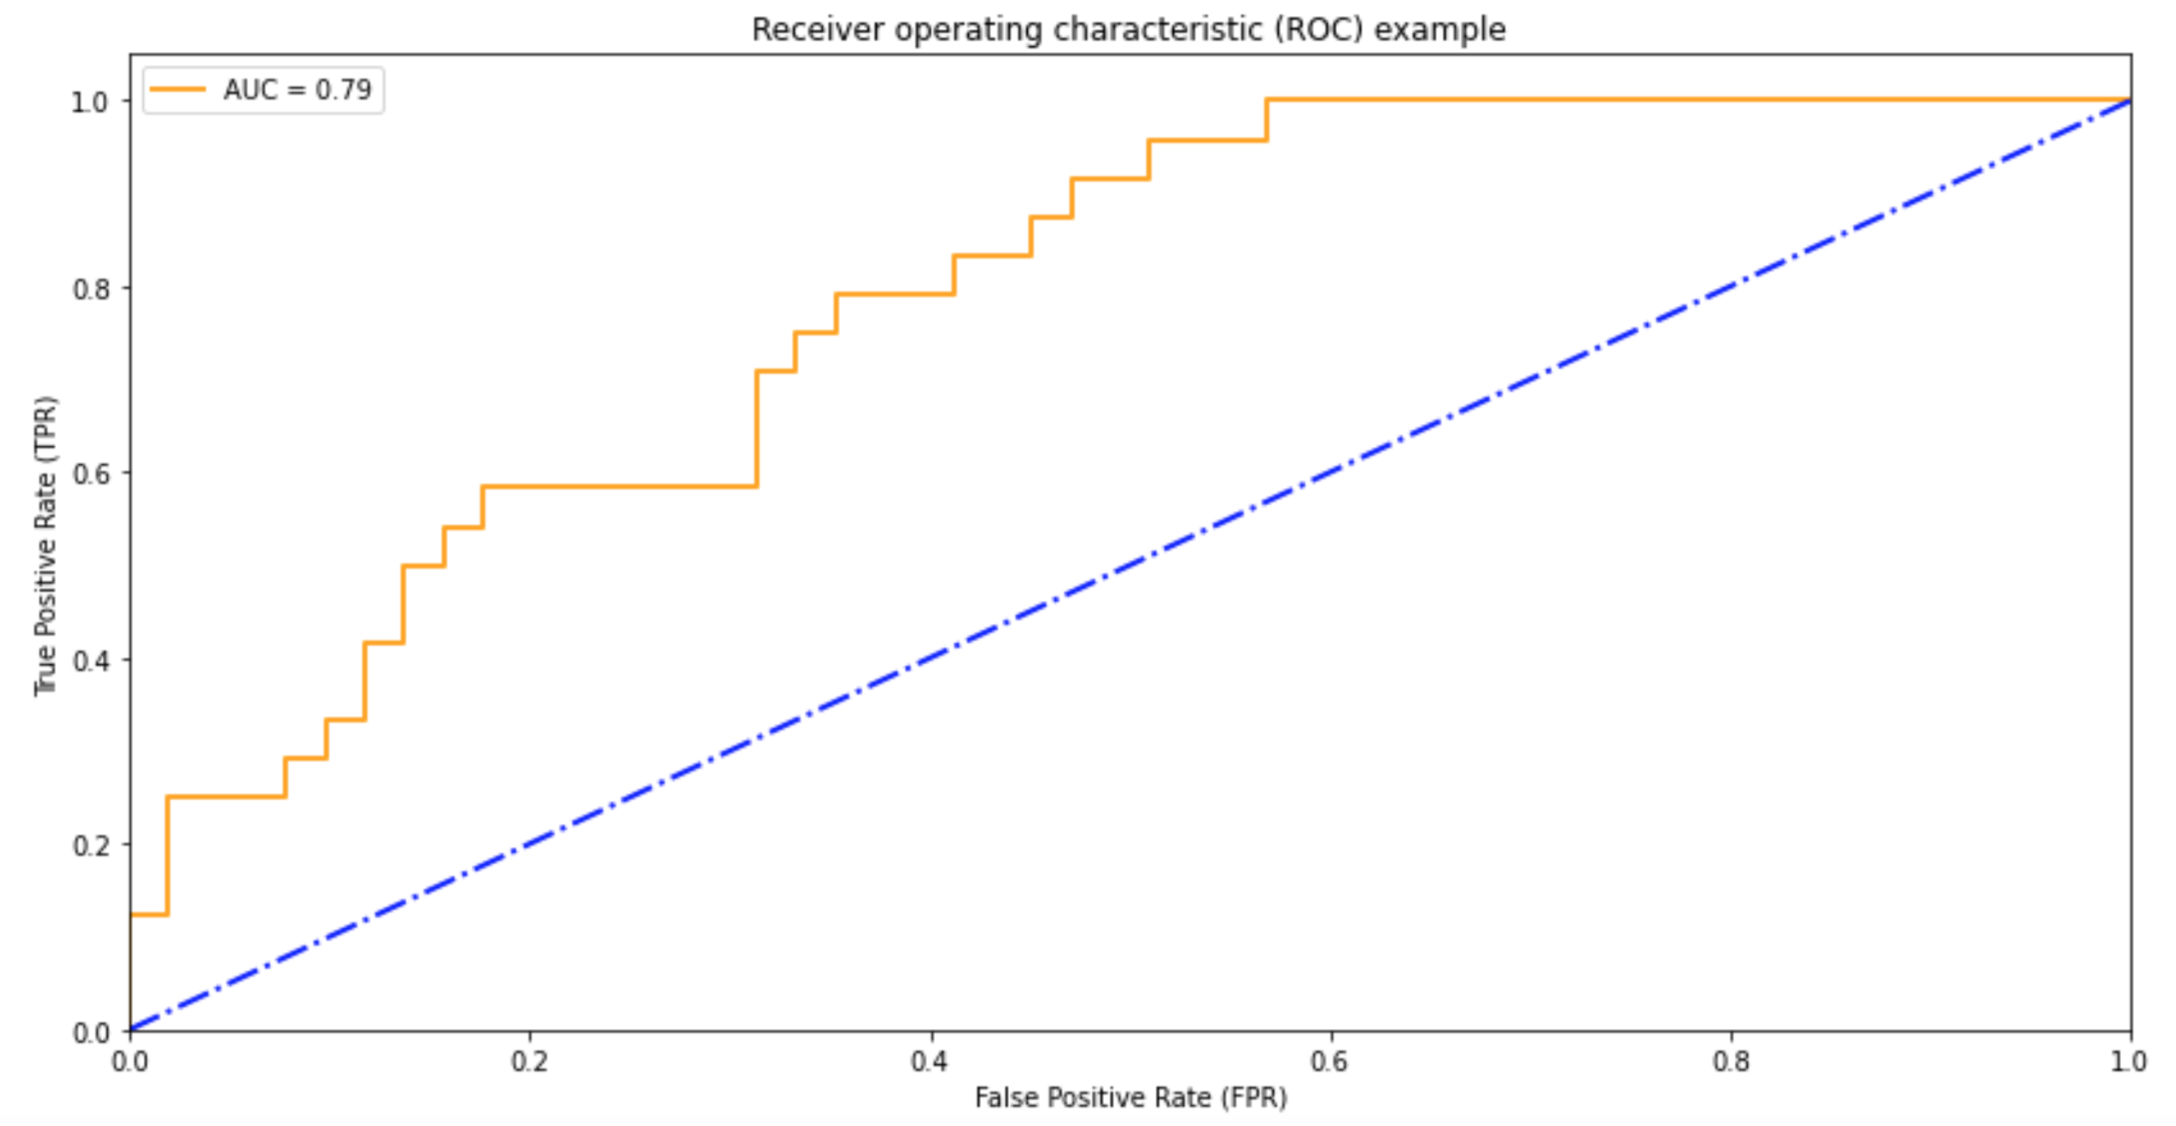 Receiver operating characteristic (ROC) example
AUC = 0.79
1.0
0.8
0.6
0.4
0.2
0.0
True Positive Rate (TPR)
0.0 0.2 0.4 0.6 0.8 1.0
False Positive Rate (FPR)